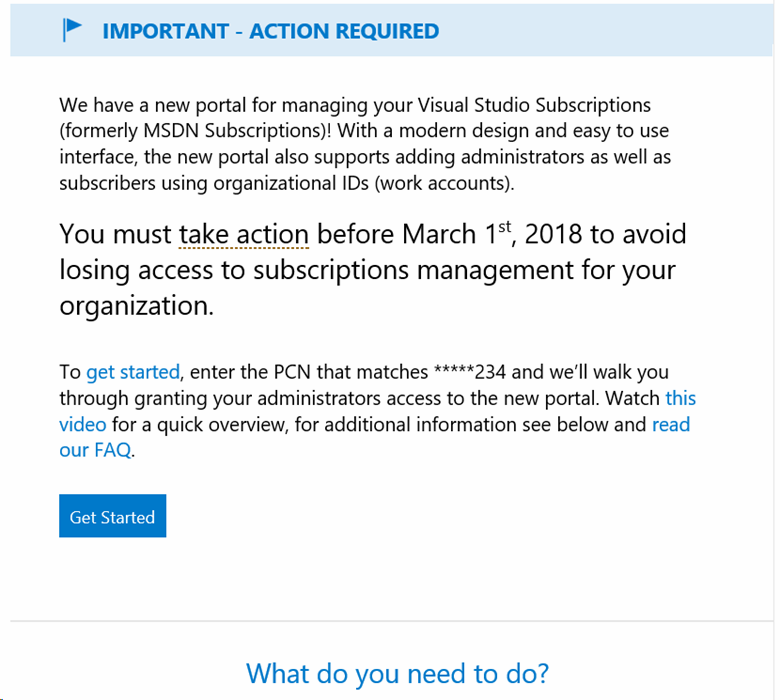 IMPORTANT - ACTION REQUIRED
We have a new portal for managing your Visual Studio Subscriptions
(formerly MSDN Subscriptions)! With a modern design and easy to use
interface, the new portal also supports adding administrators as well as
subscribers using organizational IDs (work accounts).
You must take action before March 1st, 2018 to avoid
losing access to subscriptions management for your
organization.
To get started, enter the PCN that matches *****234 and we’ll walk you
through granting your administrators access to the new portal. Watch this
video for a quick overview, for additional information see below and read
our FAQ.
Get Started
What do you need to do?